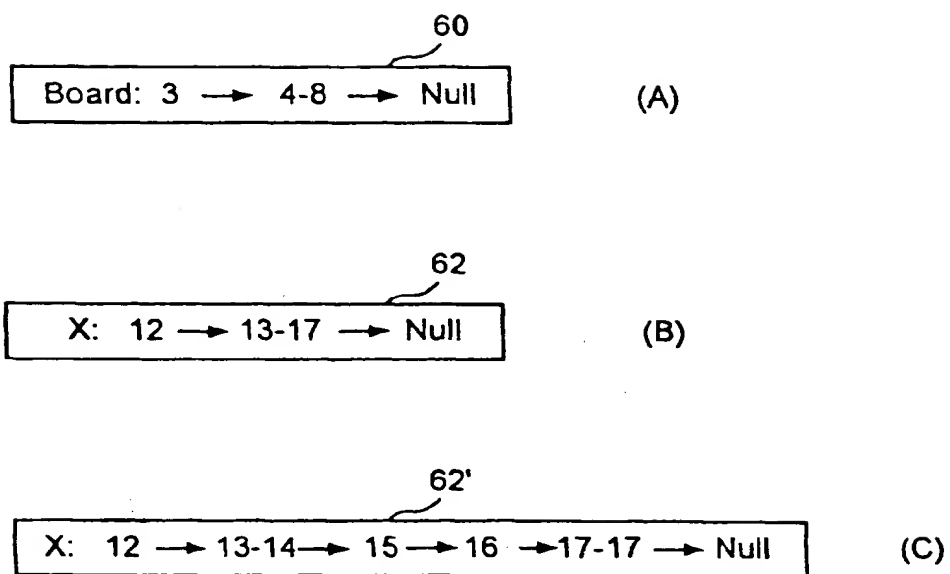 60
Board: 3 → 4-8 → Null (A)
62
X: 12 → 13-17 → Null (B)
62'
X: 12 → 13-14 → 15 → 16 → 17-17 → Null (C)